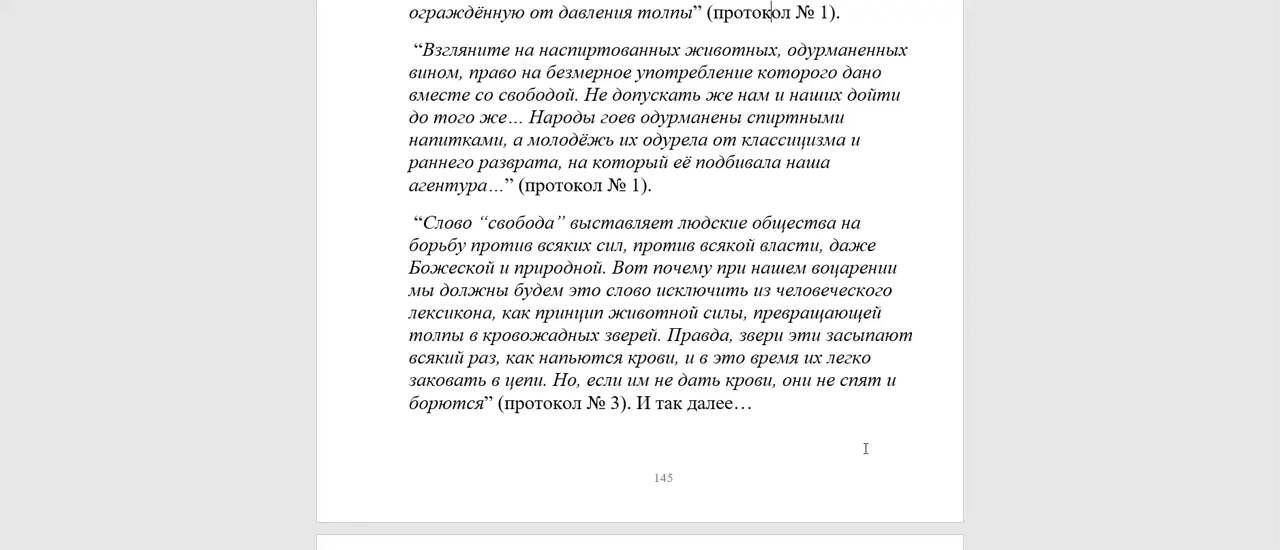 ограждённую от давления толпы” (протокол № 1).
“Взгляните на наспиртованных животных, одурманенных
вином, право на безмерное употребление которого дано
вместе со свободой. Не допускать же нам и наших дойти
до того же… Народы гоев одурманены спиртными
напитками, а молодёжь их одурела от классицизма и
раннего разврата, на который её подбивала наша
агентура…” (протокол № 1).
“Слово “свобода” выставляет людские общества на
борьбу против всяких сил, против всякой власти, даже
Божеской и природной. Вот почему при нашем воцарении
мы должны будем это слово исключить из человеческого
лексикона, как принцип животной силы, превращающей
толпы в кровожадных зверей. Правда, звери эти засыпают
всякий раз, как напьются крови, и в это время их легко
заковать в цепи. Но, если им не дать крови, они не спят и
борются” (протокол № 3). И так далее…
145